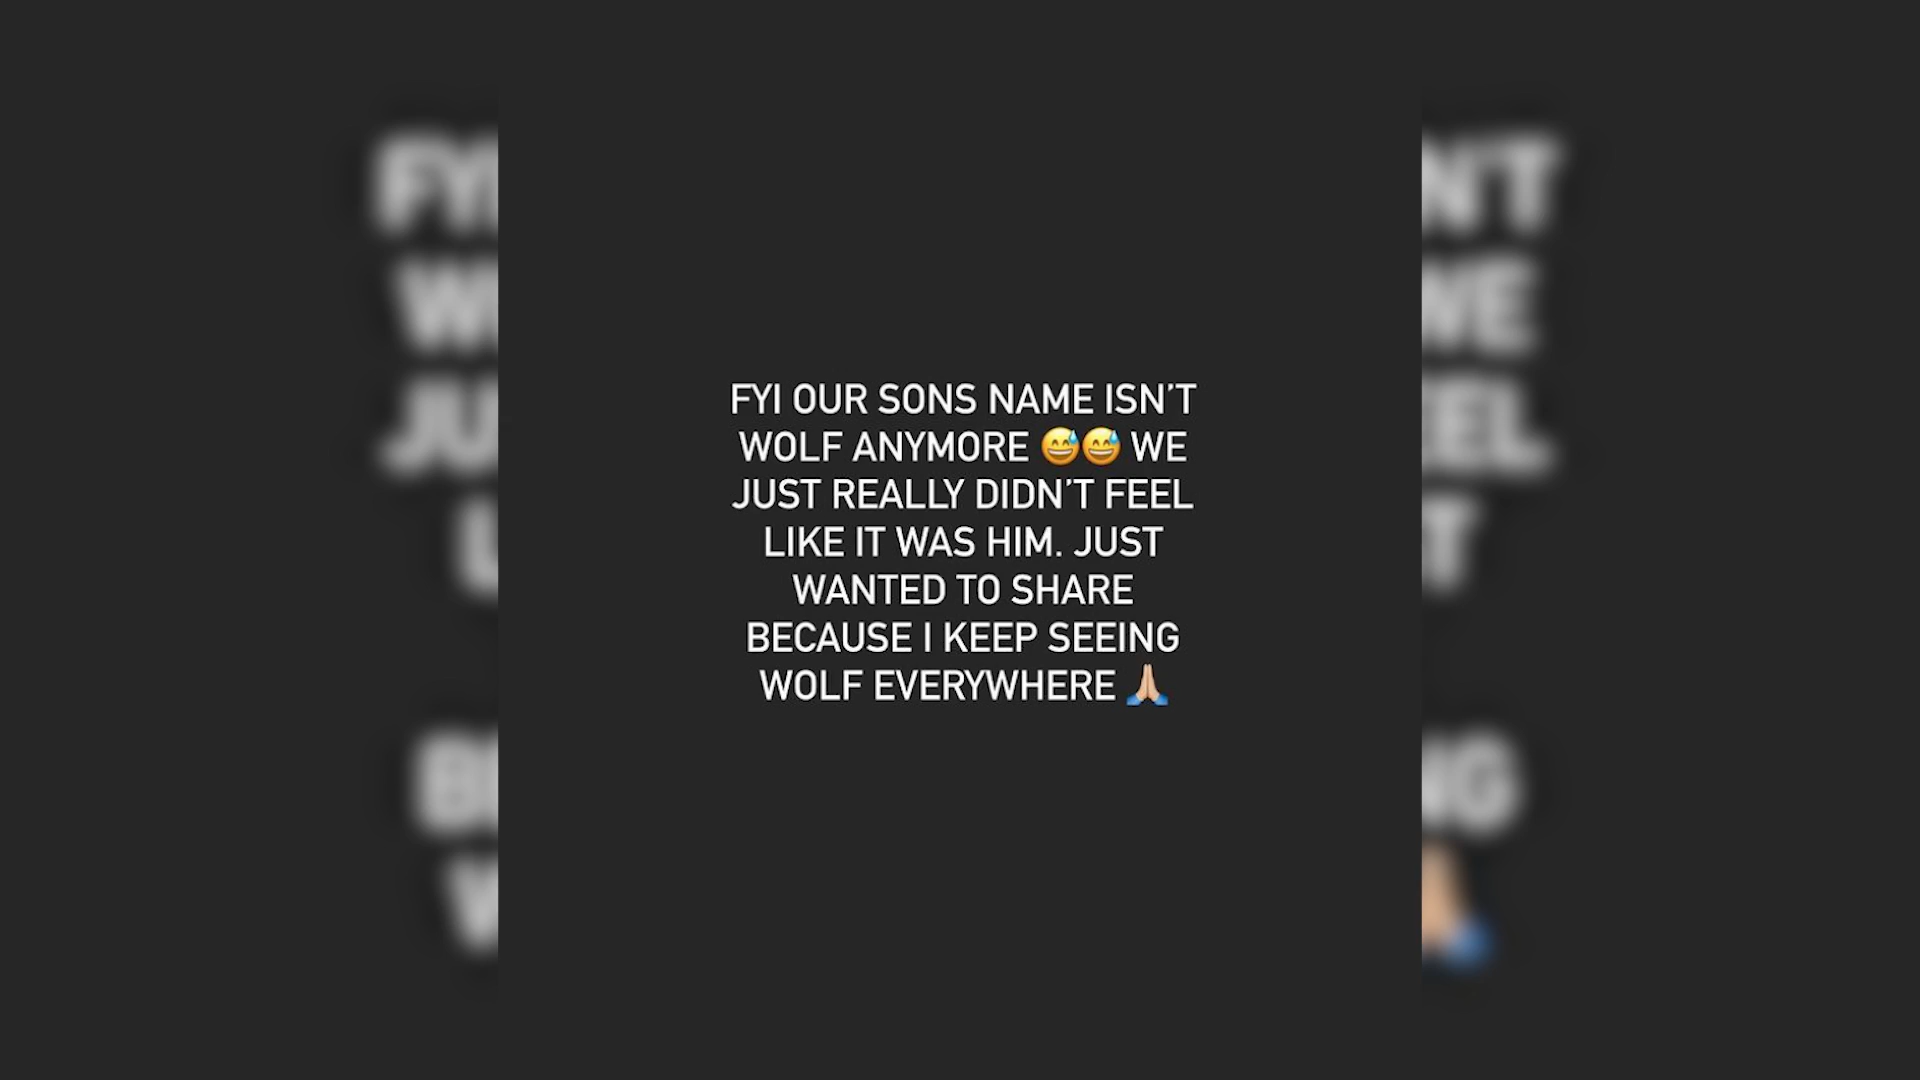 FYI OUR SONS NAME ISN’T
WOLF ANYMORE 😅😅 WE
JUST REALLY DIDN’T FEEL
LIKE IT WAS HIM. JUST
WANTED TO SHARE
BECAUSE I KEEP SEEING
WOLF EVERYWHERE 🙏🏼